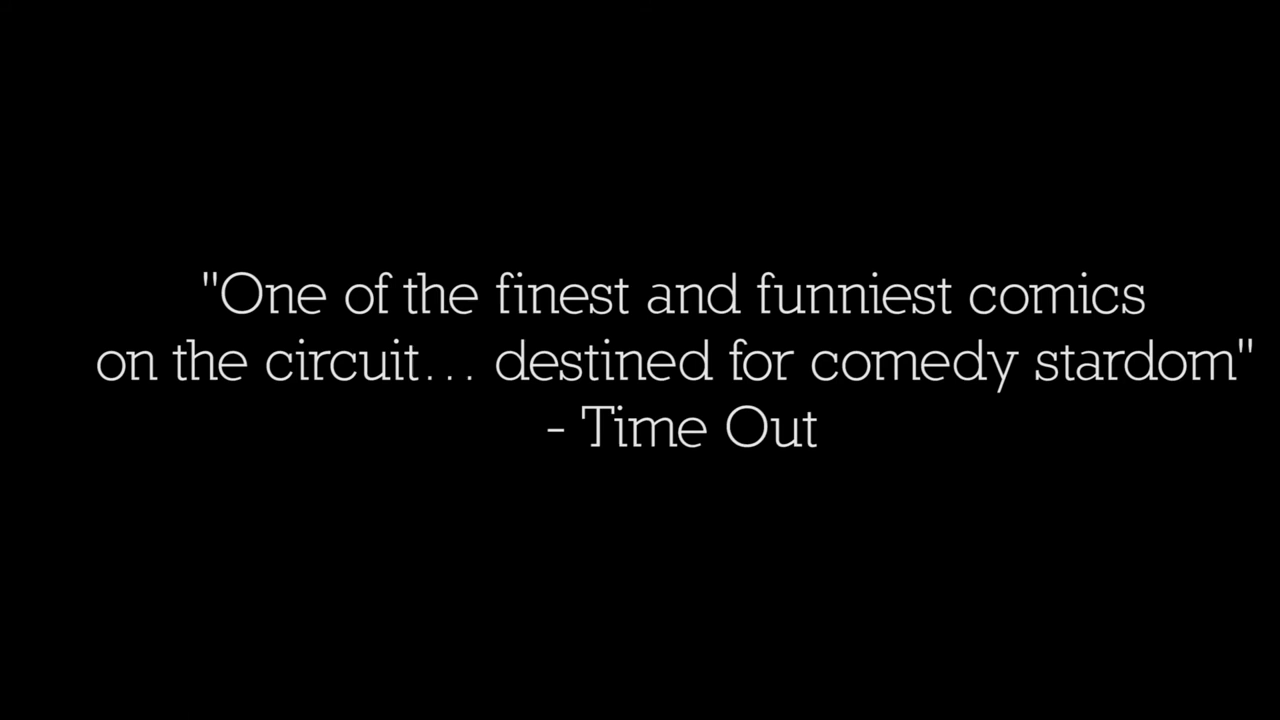 "One of the finest and funniest comics
on the circuit... destined for comedy stardom"
- Time Out